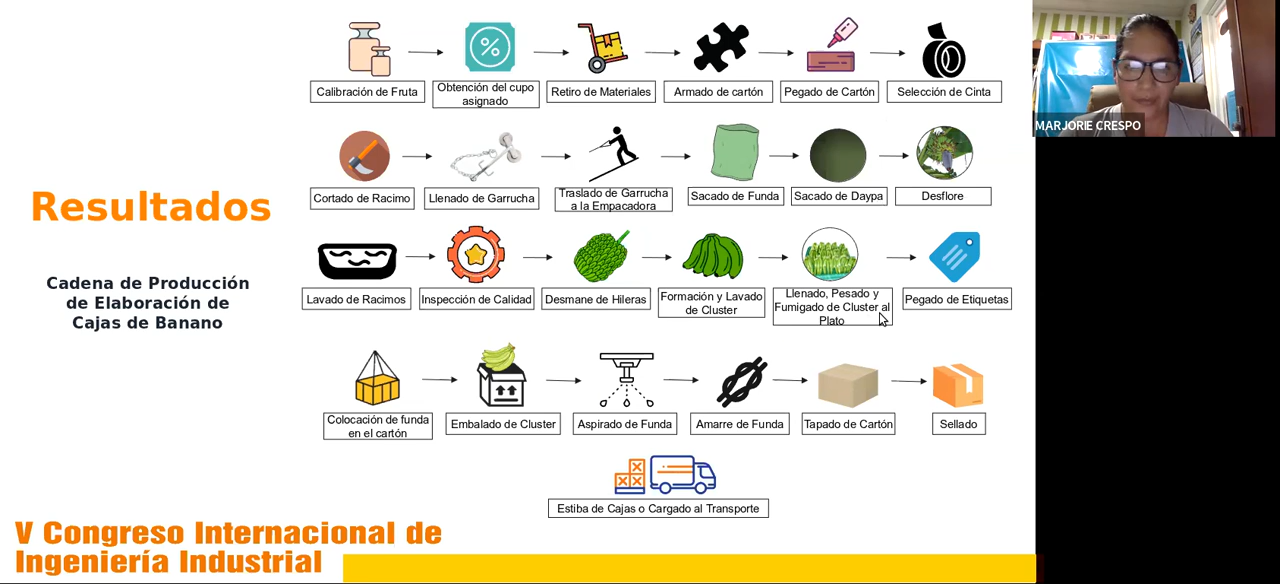 MARJORIE CRESPO
Calibración de Fruta
Obtención del cupo
asignado
Retiro de Materiales
Armado de cartón
Pegado de Cartón
Selección de Cinta
Cortado de Racimo
Llenado de Garrucha
Traslado de Garrucha
a la Empacadora
Sacado de Funda
Sacado de Daypa
Desflore
Resultados
Cadena de Producción
de Elaboración de
Cajas de Banano
Lavado de Racimos
Inspección de Calidad
Desmane de Hileras
Formación y Lavado
de Cluster
Llenado, Pesado y
Fumigado de Cluster al
Plato
Pegado de Etiquetas
Colocación de funda
en el cartón
Embalado de Cluster
Aspirado de Funda
Amarre de Funda
Tapado de Cartón
Sellado
Estiba de Cajas o Cargado al Transporte
V Congreso Internacional de
Ingeniería Industrial